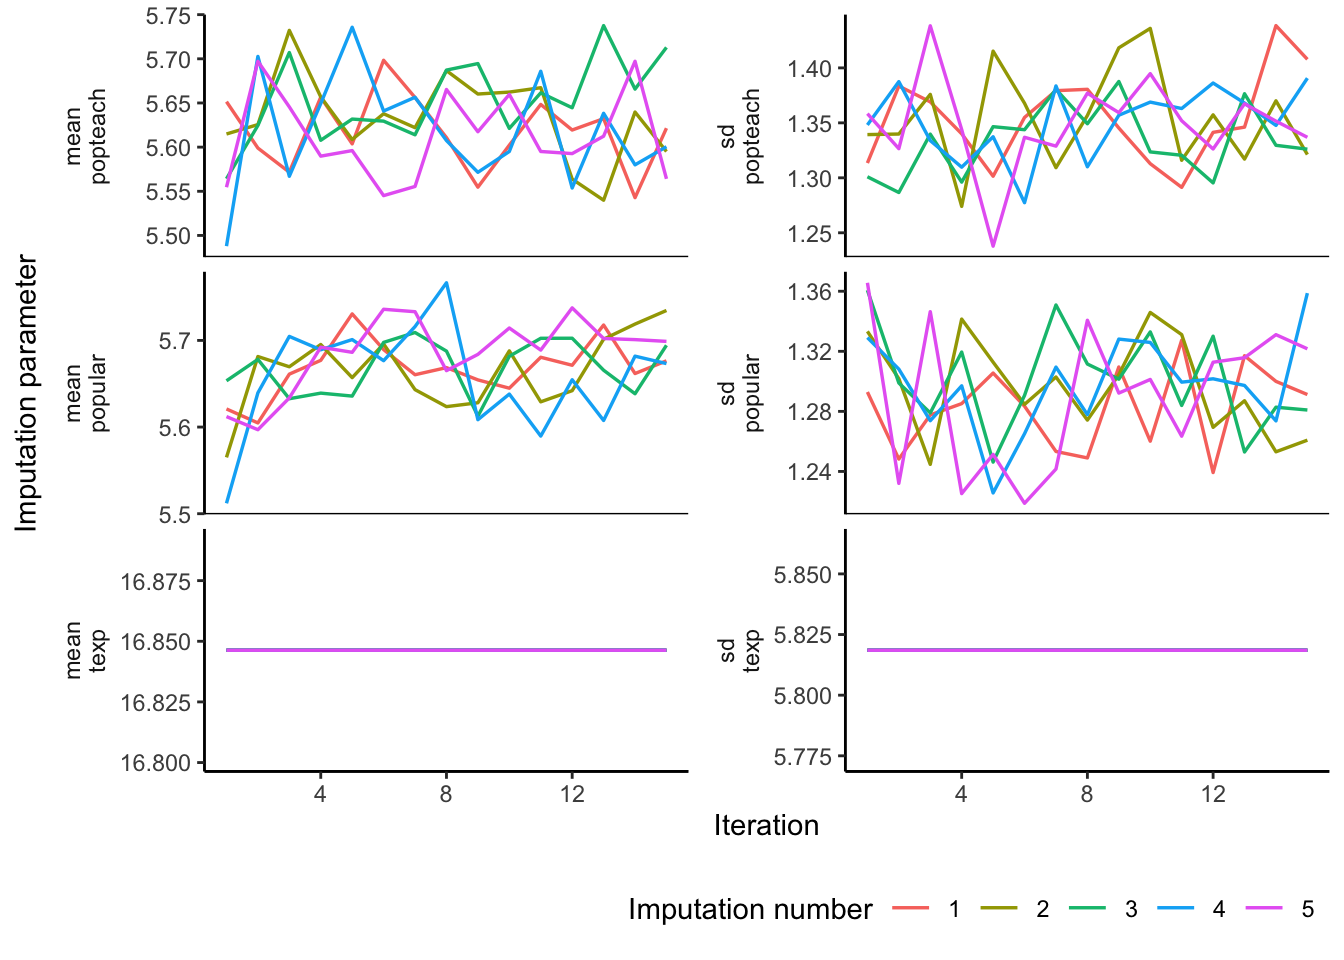 Imputation parameter
mean
popteach
5.75
5.70
5.65
5.60
5.55
5.50
sd
popteach
1.40
1.35
1.30
1.25
mean
popular
5.7
5.6
5.5
sd
popular
1.36
1.32
1.28
1.24
mean
texp
16.875
16.850
16.825
16.800
sd
texp
5.850
5.825
5.800
5.775
4 8 12
4 8 12
Iteration
Imputation number 1 2 3 4 5